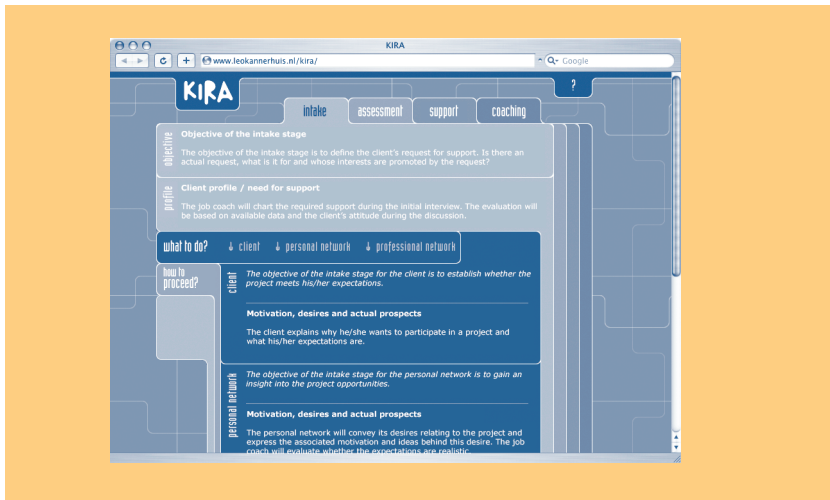 KIRA
www.leokannerhuis.nl/kira/
Google
KIRA
?
intake
assessment
support
coaching
objective
Objective of the intake stage
The objective of the intake stage is to define the client's request for support. Is there an
actual request, what is it for and whose interests are promoted by the request?
profile
Client profile / need for support
The job coach will chart the required support during the initial interview. The evaluation will
be based on available data and the client's attitude during the discussion.
what to do?
client
personal network
professional network
how to
proceed?
client
The objective of the intake stage for the client is to establish whether the
project meets his/her expectations.
Motivation, desires and actual prospects
The client explains why he/she wants to participate in a project and
what his/her expectations are.
personal network
The objective of the intake stage for the personal network is to gain an
insight into the project opportunities.
Motivation, desires and actual prospects
The personal network will convey its desires relating to the project and
express the associated motivation and ideas behind this desire. The job
coach will evaluate whether the expectations are realistic.